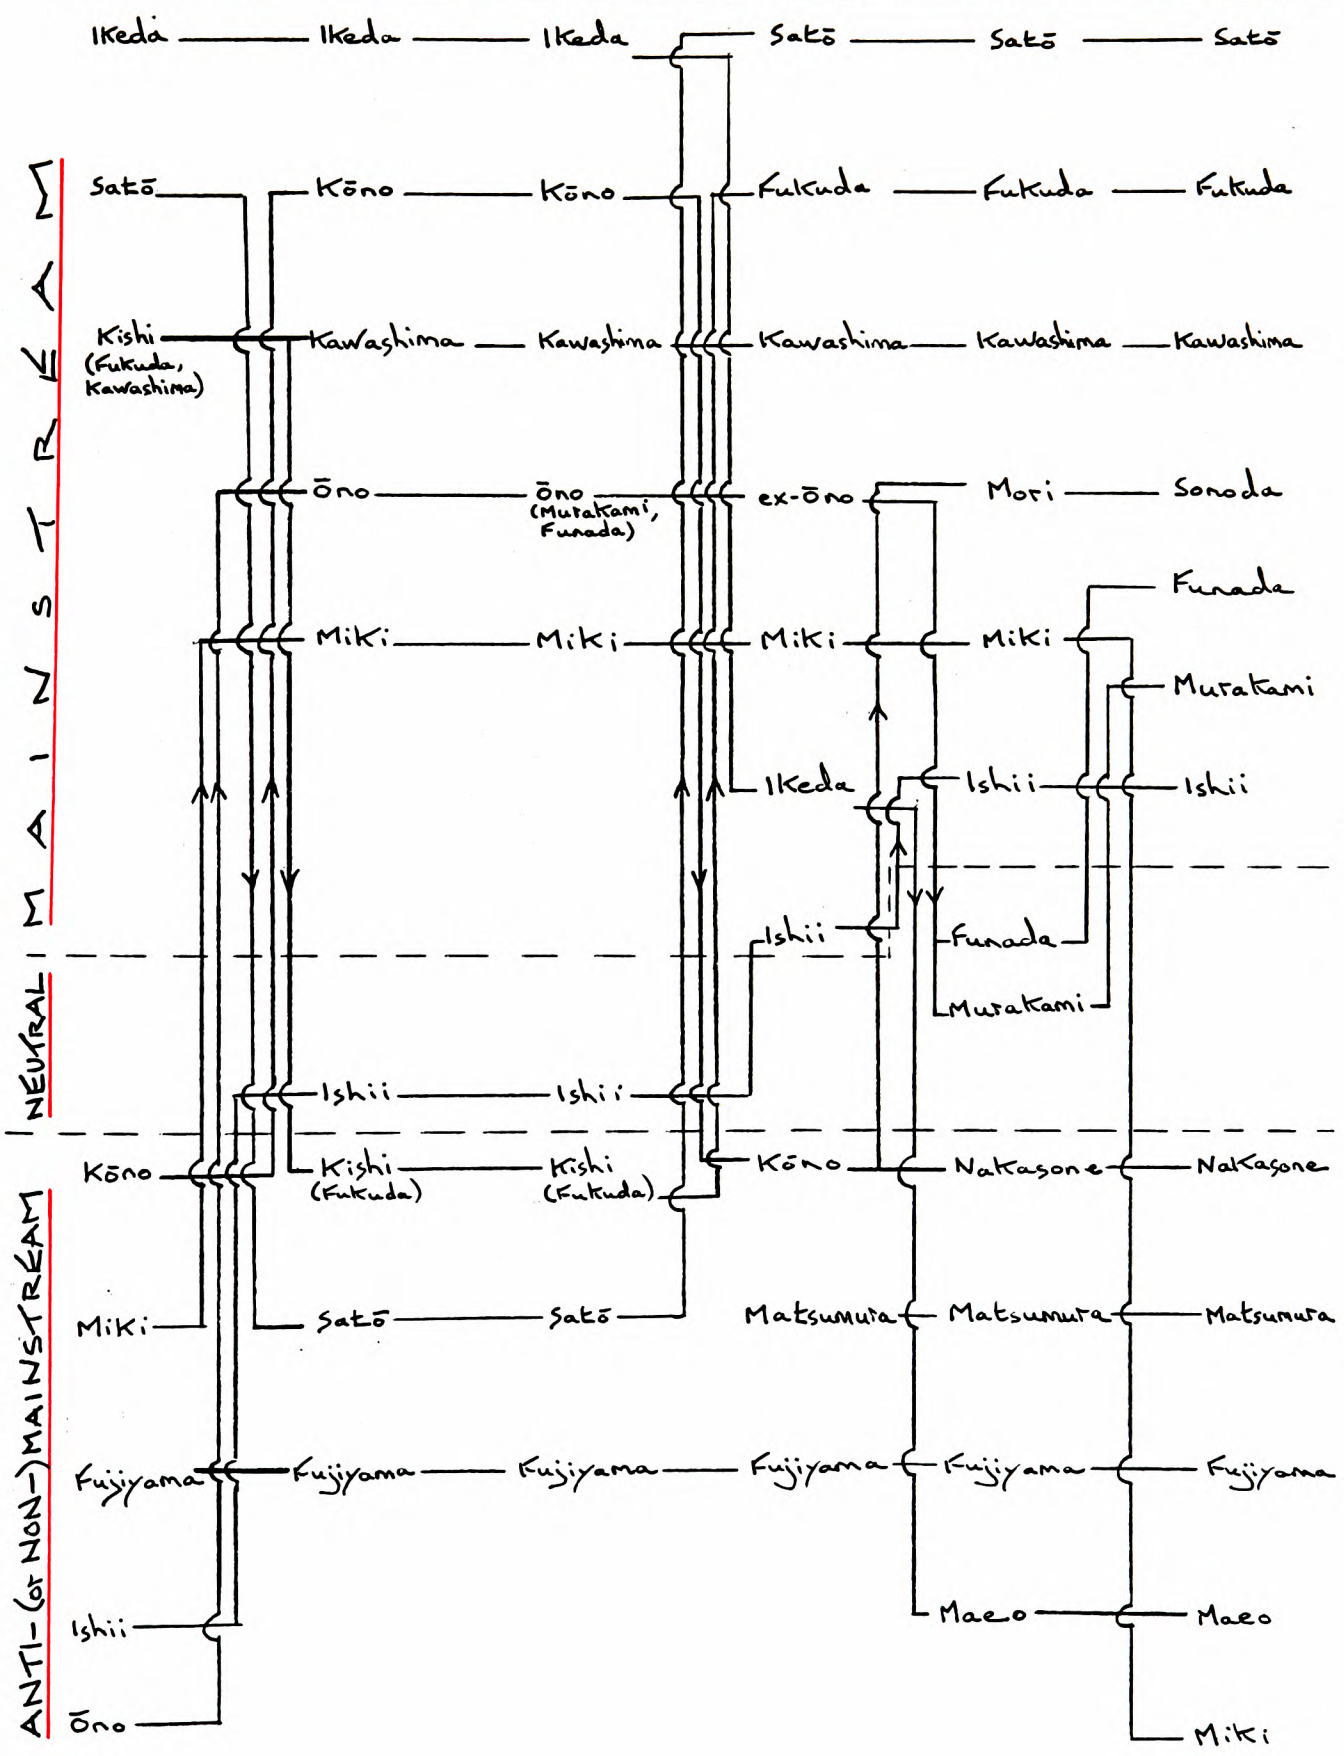 Ikeda Ikeda Ikeda Satō Satō Satō
MAINSTREAM
Satō Kōno Kōno Fukuda Fukuda Fukuda
Kishi Kawashima Kawashima Kawashima Kawashima Kawashima
(Fukuda,
Kawashima)
Ōno Ōno ex-Ōno Mori Sonoda
(Murakami,
Funada)
Funada
Miki Miki Miki Miki
Murakami
Ikeda Ishii Ishii
Ishii Funada
NEUTRAL
Murakami
Ishii Ishii
Kōno Kishi Kishi Kōno Nakasone Nakasone
(Fukuda) (Fukuda)
ANTI-(or NON-)MAINSTREAM
Miki Satō Satō Matsumura Matsumura Matsumura
Fujiyama Fujiyama Fujiyama Fujiyama Fujiyama Fujiyama
Ishii Maeo Maeo
Ōno Miki